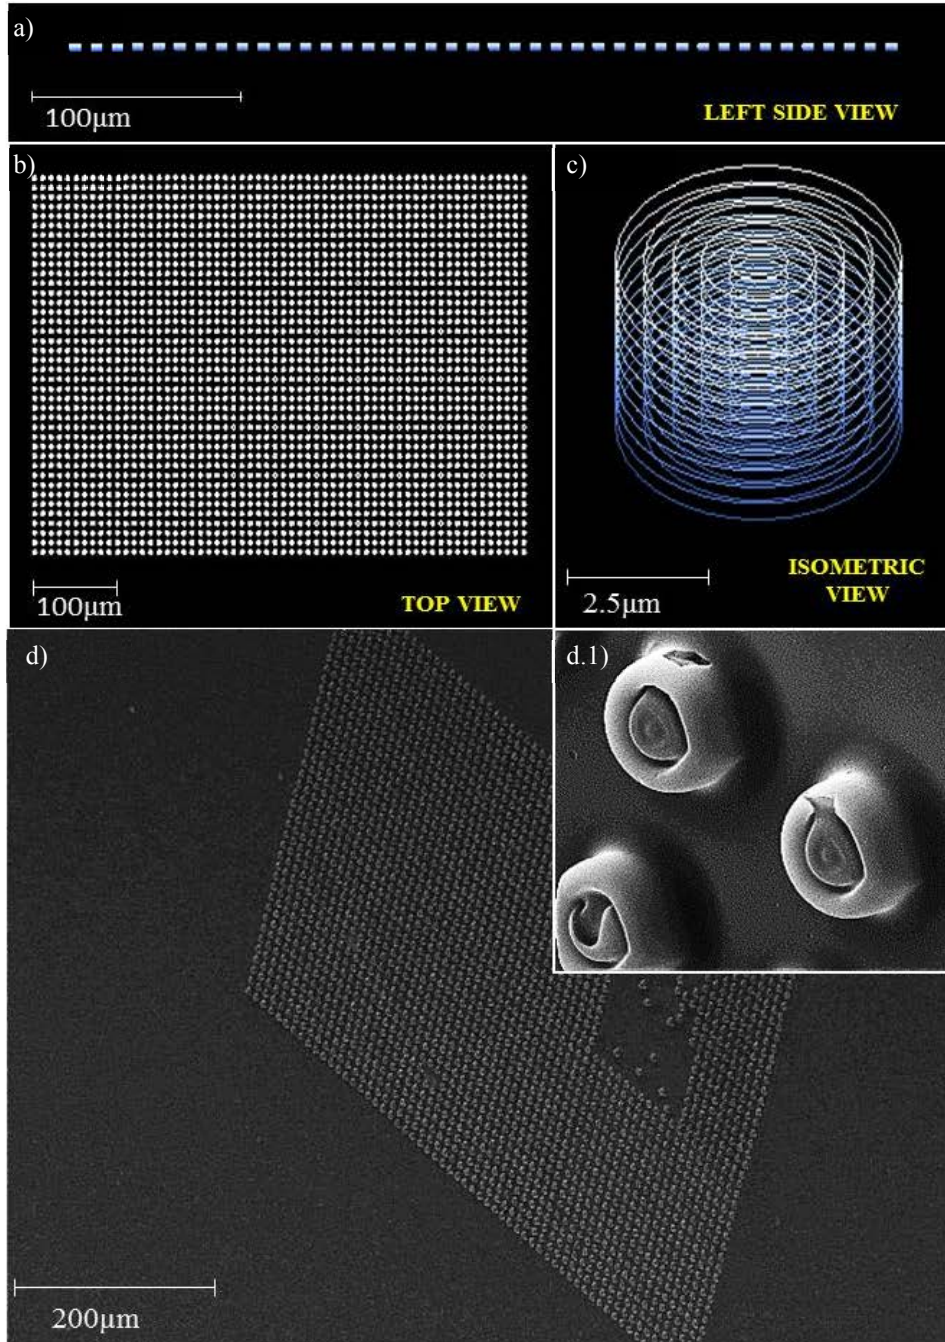 a)
100μm
LEFT SIDE VIEW
b)
100μm
TOP VIEW
c)
2.5μm
ISOMETRIC
VIEW
d)
d.1)
200μm